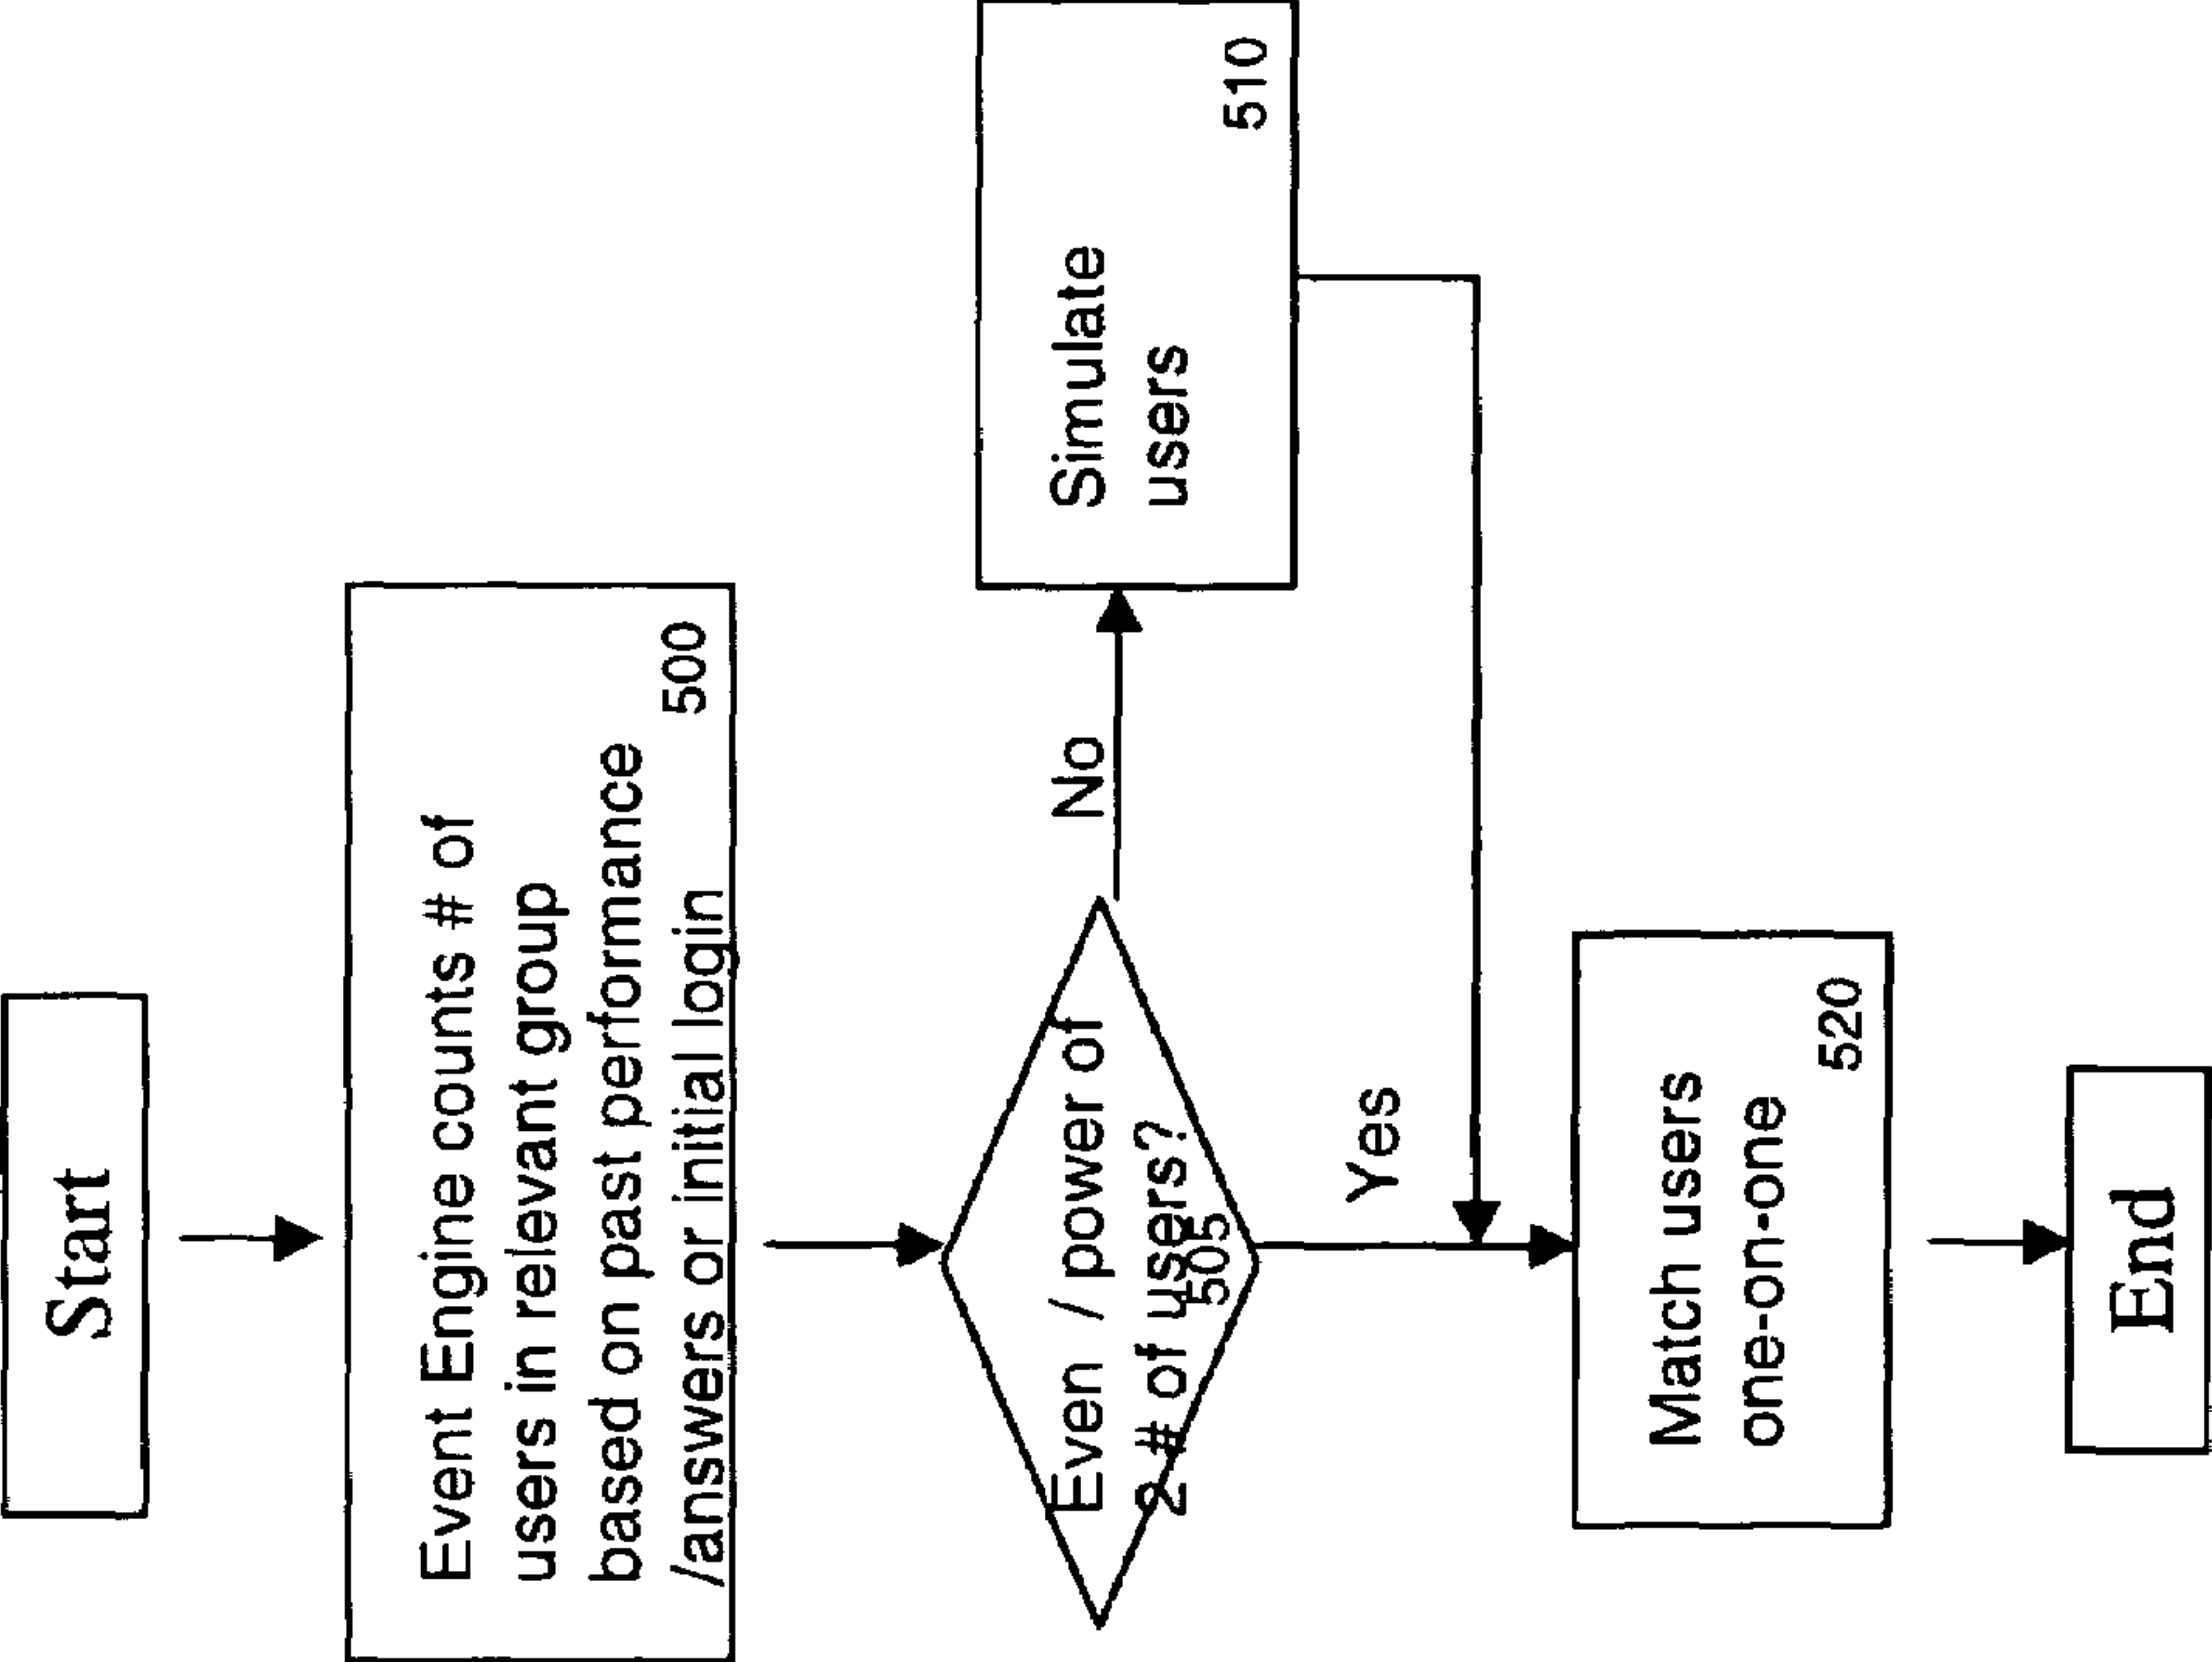 Start
Event Engine counts # of
users in relevant group
based on past performance
/answers or initial login
500
Even / power of
2 # of users?
505
No
Simulate
users
510
Yes
Match users
one-on-one
520
End